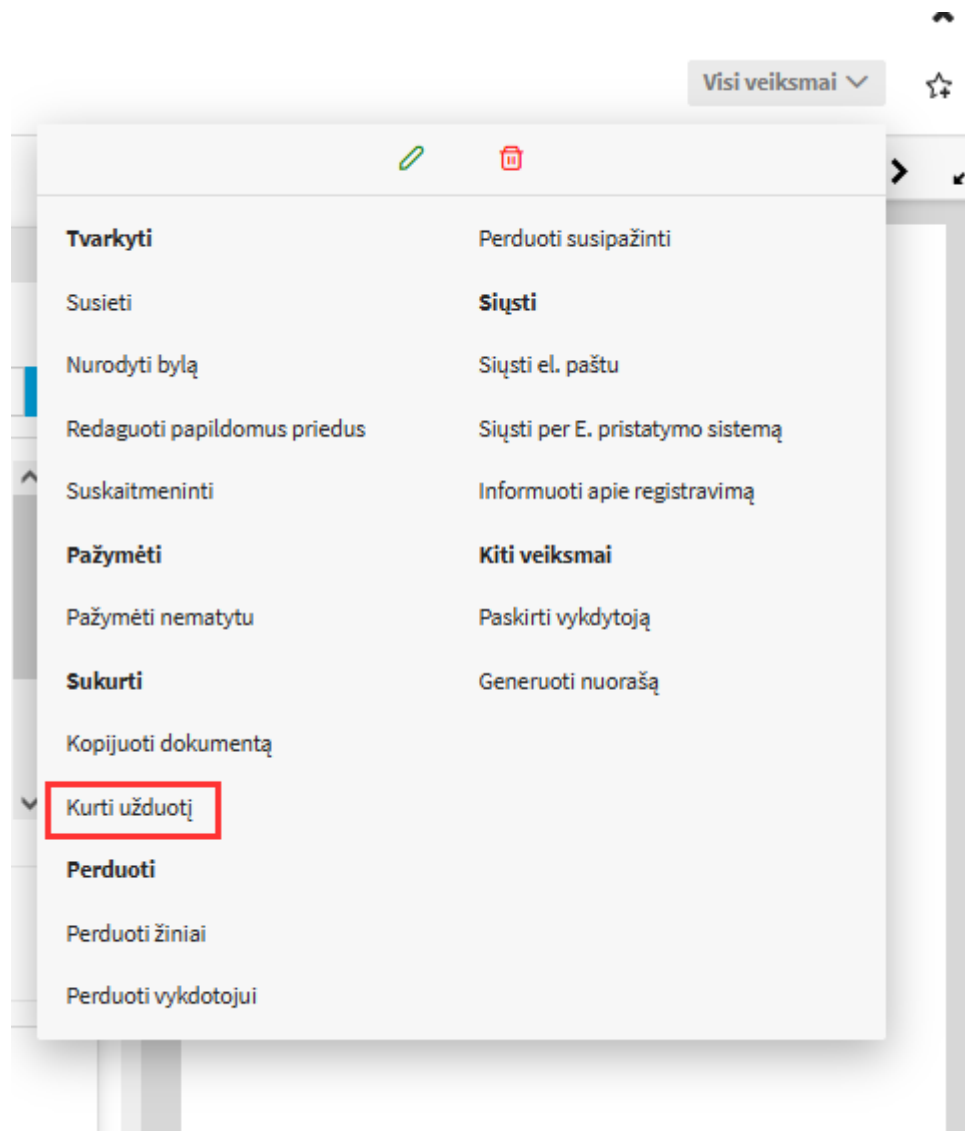 Visi veiksmai
Tvarkyti
Susieti
Nurodyti bylą
Redaguoti papildomus priedus
Suskaitmeninti
Pažymėti
Pažymėti nematytu
Sukurti
Kopijuoti dokumentą
Kurti užduotį
Perduoti
Perduoti žiniai
Perduoti vykdotojui
Perduoti susipažinti
Siųsti
Siųsti el. paštu
Siųsti per E. pristatymo sistemą
Informuoti apie registravimą
Kiti veiksmai
Paskirti vykdytoją
Generuoti nuorašą